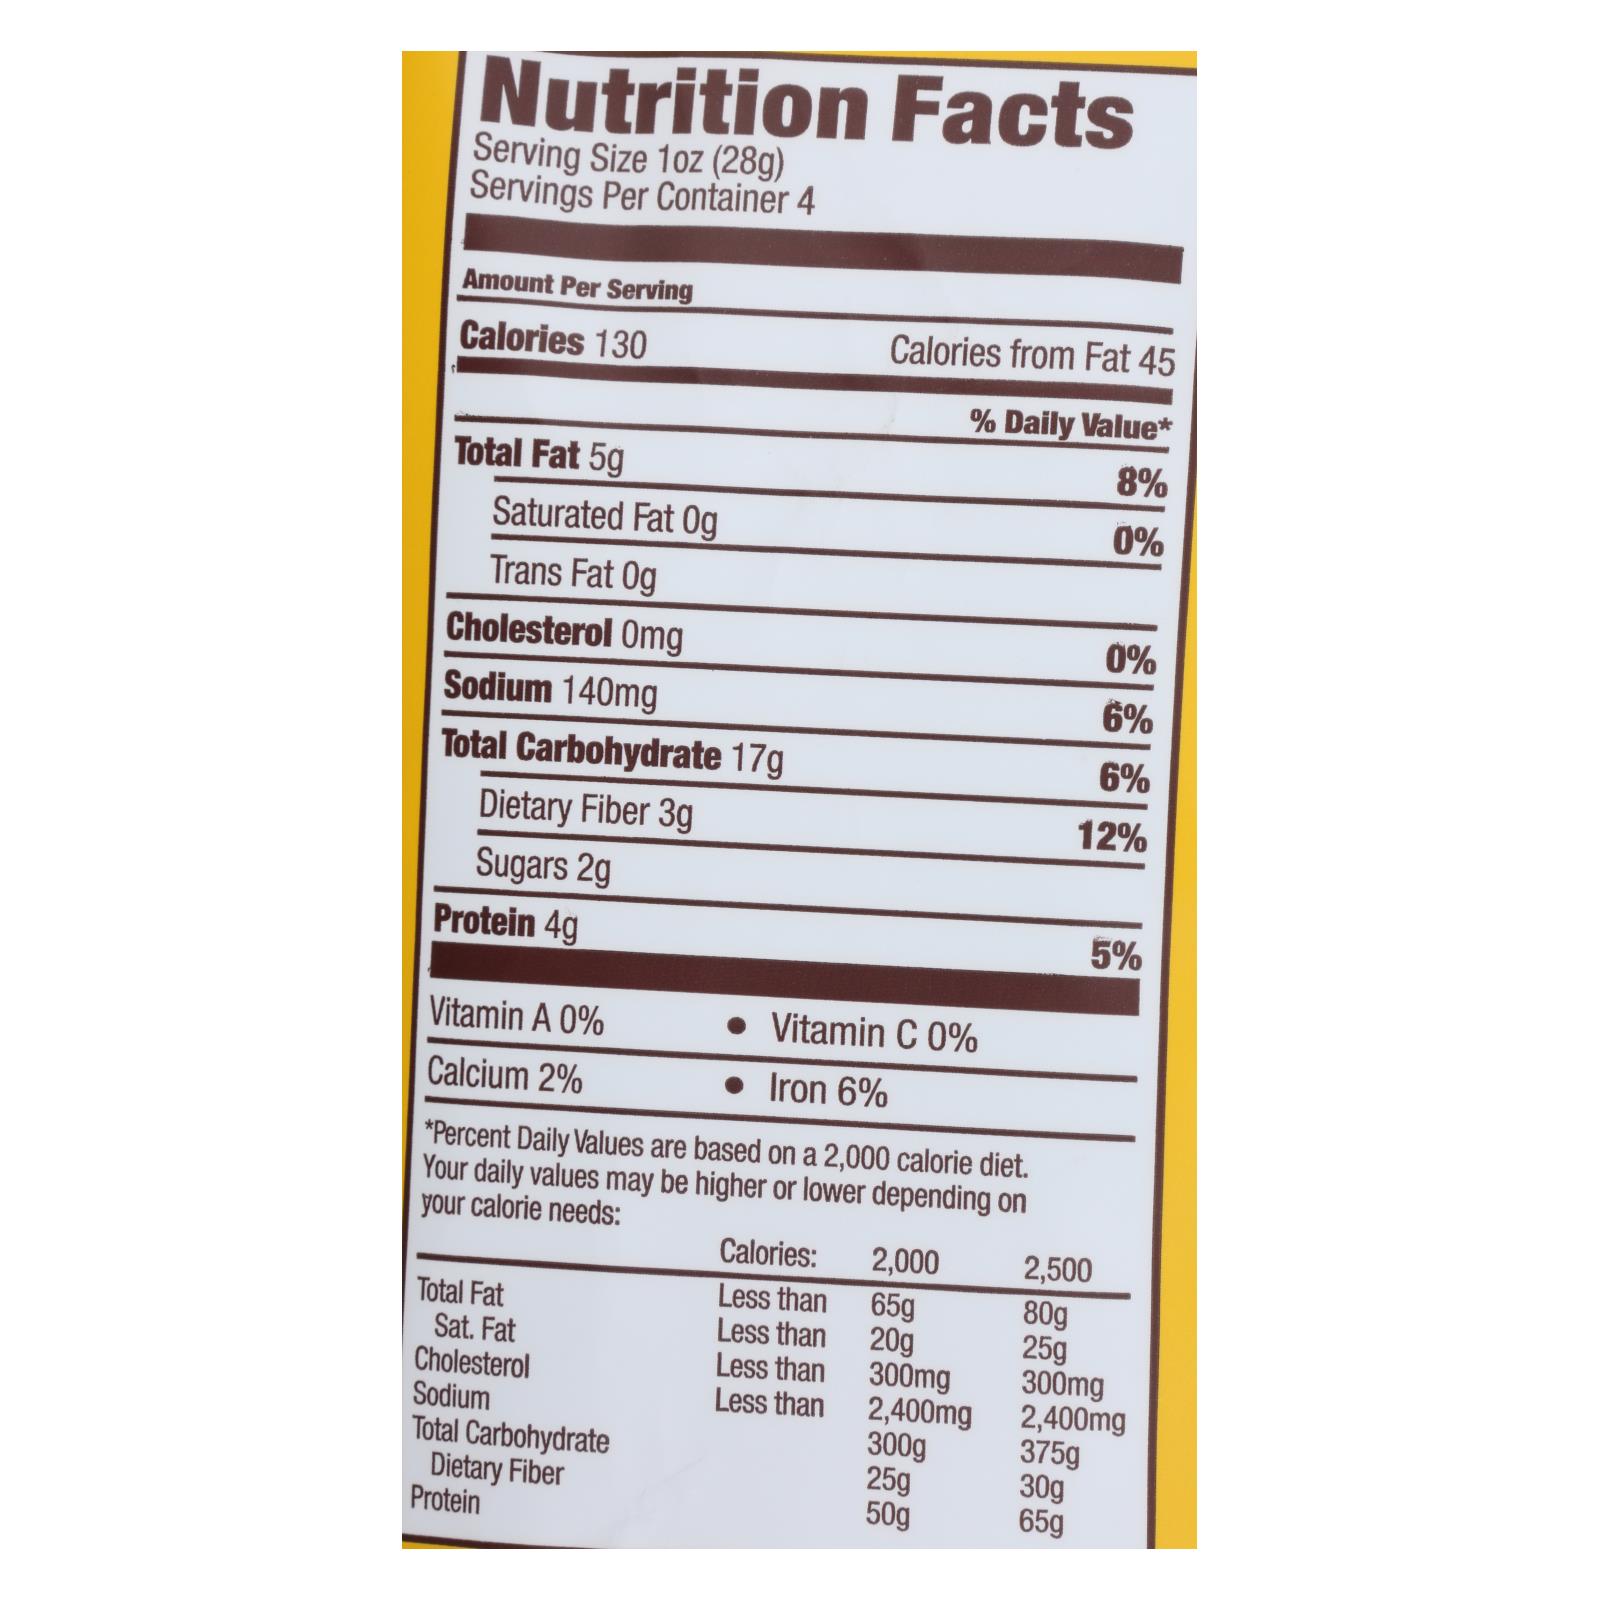 Nutrition Facts
Serving Size 1oz (28g)
Servings Per Container 4
Amount Per Serving
Calories 130 Calories from Fat 45
% Daily Value*
Total Fat 5g 8%
Saturated Fat 0g 0%
Trans Fat 0g
Cholesterol 0mg 0%
Sodium 140mg 6%
Total Carbohydrate 17g 6%
Dietary Fiber 3g 12%
Sugars 2g
Protein 4g 5%
Vitamin A 0% • Vitamin C 0%
Calcium 2% • Iron 6%
*Percent Daily Values are based on a 2,000 calorie diet.
Your daily values may be higher or lower depending on
your calorie needs:
Calories: 2,000 2,500
Total Fat Less than 65g 80g
Sat. Fat Less than 20g 25g
Cholesterol Less than 300mg 300mg
Sodium Less than 2,400mg 2,400mg
Total Carbohydrate 300g 375g
Dietary Fiber 25g 30g
Protein 50g 65g